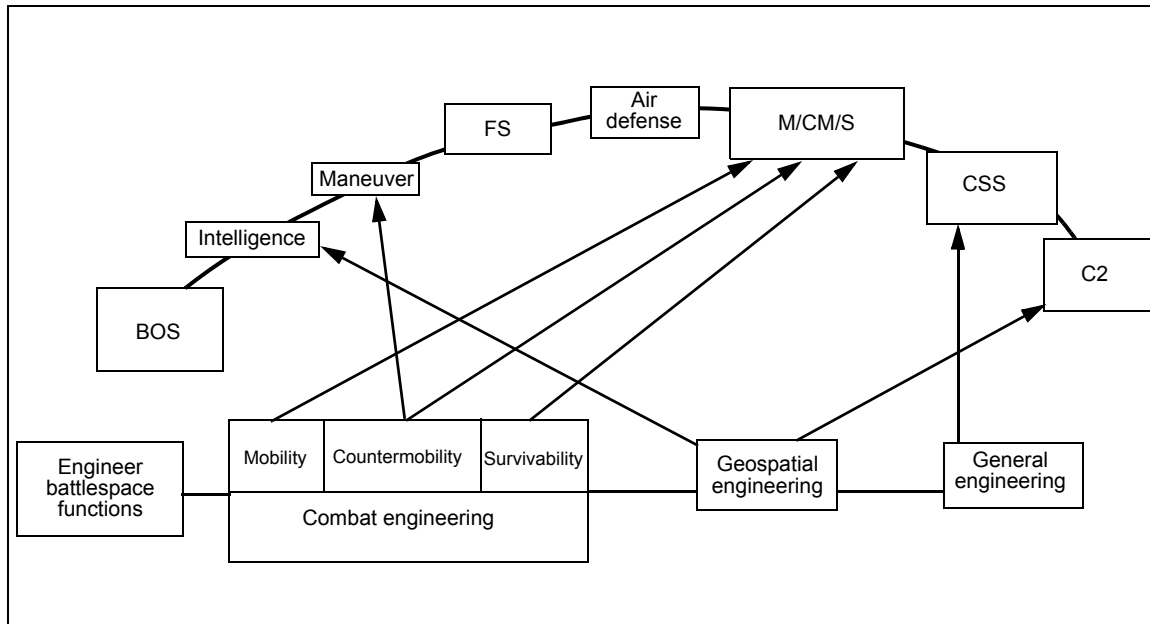 Air
defense
M/CM/S
FS
Maneuver
CSS
Intelligence
C2
BOS
Mobility
Countermobility
Survivability
Engineer
battlespace
functions
Combat engineering
Geospatial
engineering
General
engineering